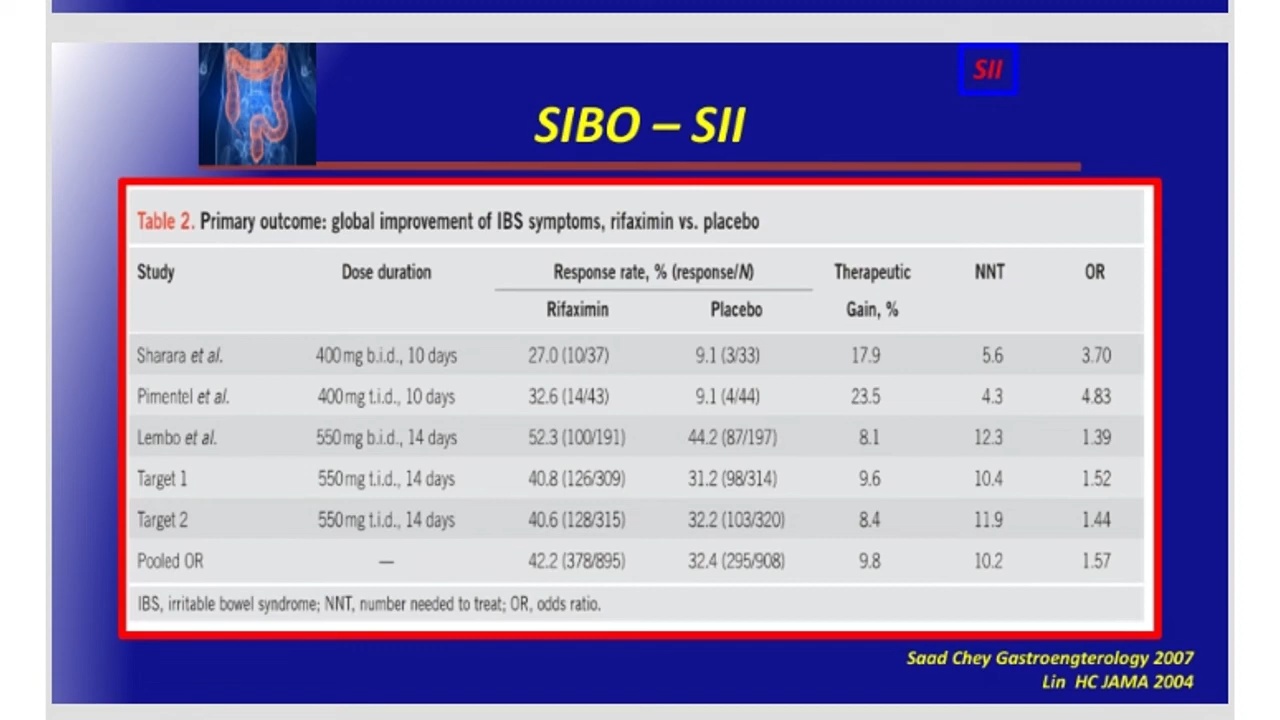 SII
SIBO – SII
Table 2. Primary outcome: global improvement of IBS symptoms, rifaximin vs. placebo
Study Dose duration Response rate, % (response/N) Therapeutic NNT OR
Rifaximin Placebo Gain, %
Sharara et al. 400 mg b.i.d., 10 days 27.0 (10/37) 9.1 (3/33) 17.9 5.6 3.70
Pimentel et al. 400 mg t.i.d., 10 days 32.6 (14/43) 9.1 (4/44) 23.5 4.3 4.83
Lembo et al. 550 mg b.i.d., 14 days 52.3 (100/191) 44.2 (87/197) 8.1 12.3 1.39
Target 1 550 mg t.i.d., 14 days 40.8 (126/309) 31.2 (98/314) 9.6 10.4 1.52
Target 2 550 mg t.i.d., 14 days 40.6 (128/315) 32.2 (103/320) 8.4 11.9 1.44
Pooled OR — 42.2 (378/895) 32.4 (295/908) 9.8 10.2 1.57
IBS, irritable bowel syndrome; NNT, number needed to treat; OR, odds ratio.
Saad Chey Gastroengterology 2007
Lin HC JAMA 2004